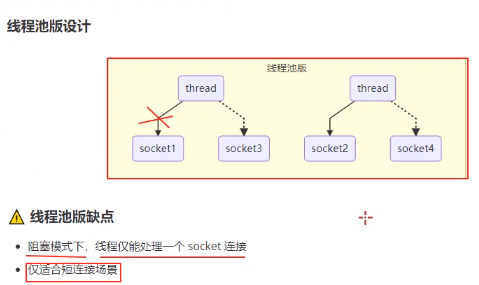 线程池版设计
线程池版
thread
thread
socket1
socket3
socket2
socket4
线程池版缺点
阻塞模式下，线程仅能处理一个 socket 连接
仅适合短连接场景